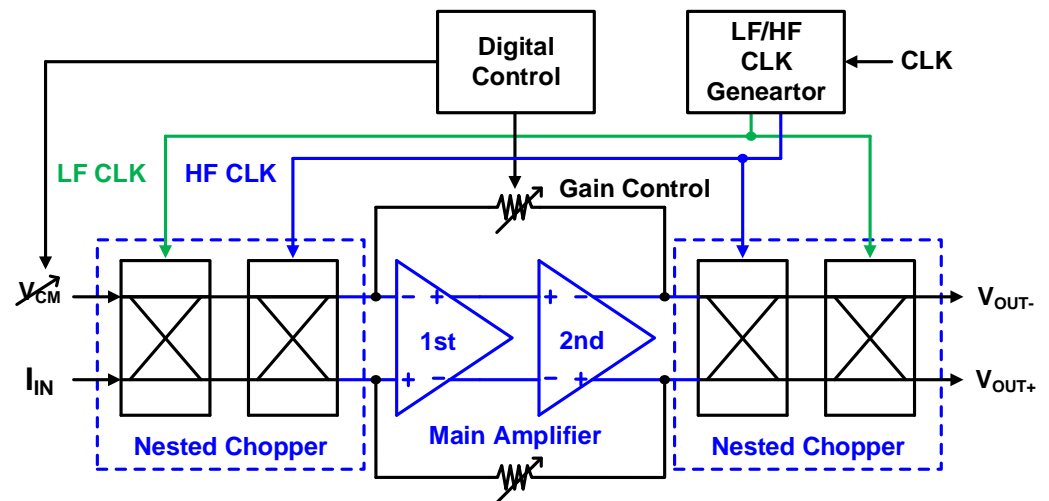 Digital
Control
LF/HF
CLK
Geneartor
CLK
LF CLK
HF CLK
Gain Control
VCM
IIN
- +
+ -
1st
+ -
- +
2nd
VOUT-
VOUT+
Nested Chopper
Main Amplifier
Nested Chopper